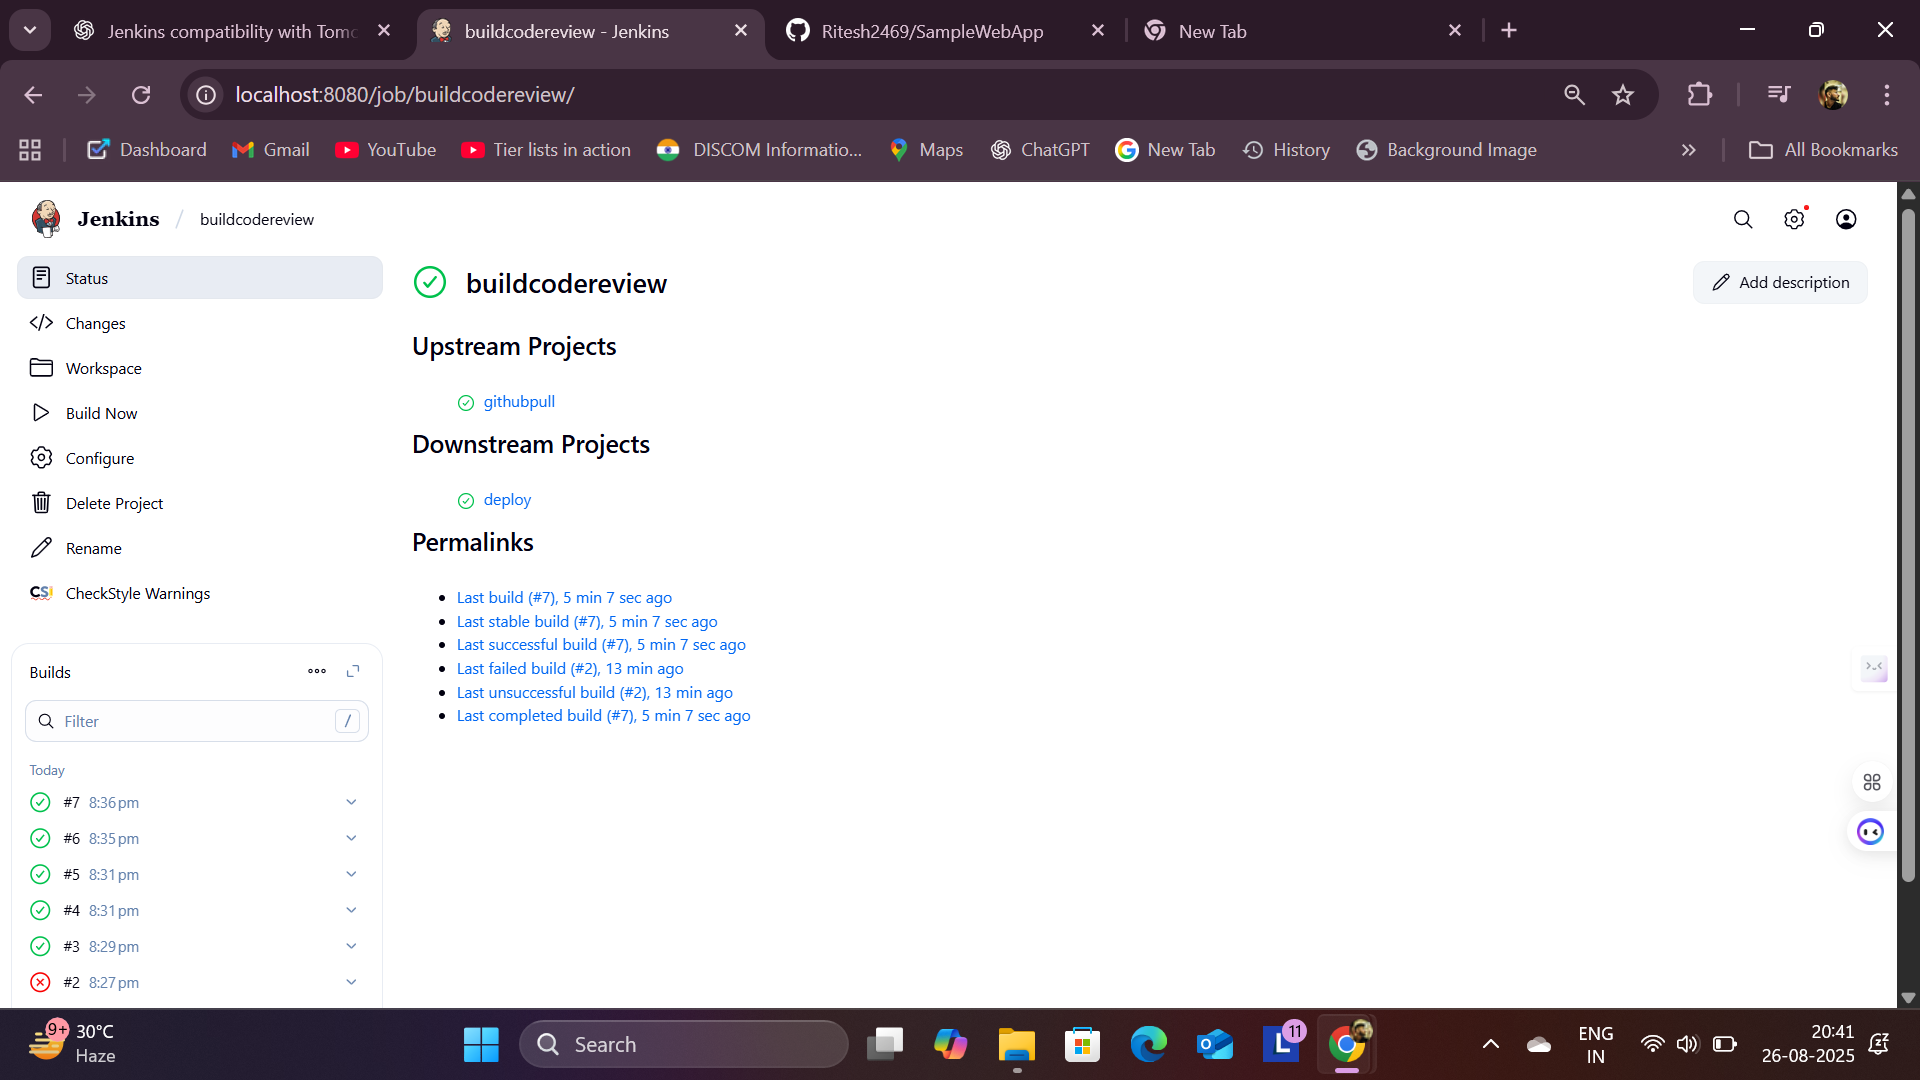 Jenkins compatibility with Tomc
buildcodereview - Jenkins
Ritesh2469/SampleWebApp
New Tab
localhost:8080/job/buildcodereview/
Dashboard
Gmail
YouTube
Tier lists in action
DISCOM Informatio...
Maps
ChatGPT
New Tab
History
Background Image
All Bookmarks
Jenkins / buildcodereview
Status
Changes
Workspace
Build Now
Configure
Delete Project
Rename
CS! CheckStyle Warnings
Builds
Filter /
Today
#7 8:36 pm
#6 8:35 pm
#5 8:31 pm
#4 8:31 pm
#3 8:29 pm
#2 8:27 pm
buildcodereview
Add description
Upstream Projects
githubpull
Downstream Projects
deploy
Permalinks
Last build (#7), 5 min 7 sec ago
Last stable build (#7), 5 min 7 sec ago
Last successful build (#7), 5 min 7 sec ago
Last failed build (#2), 13 min ago
Last unsuccessful build (#2), 13 min ago
Last completed build (#7), 5 min 7 sec ago
9+
30°C
Haze
Search
L 11
ENG
IN
20:41
26-08-2025